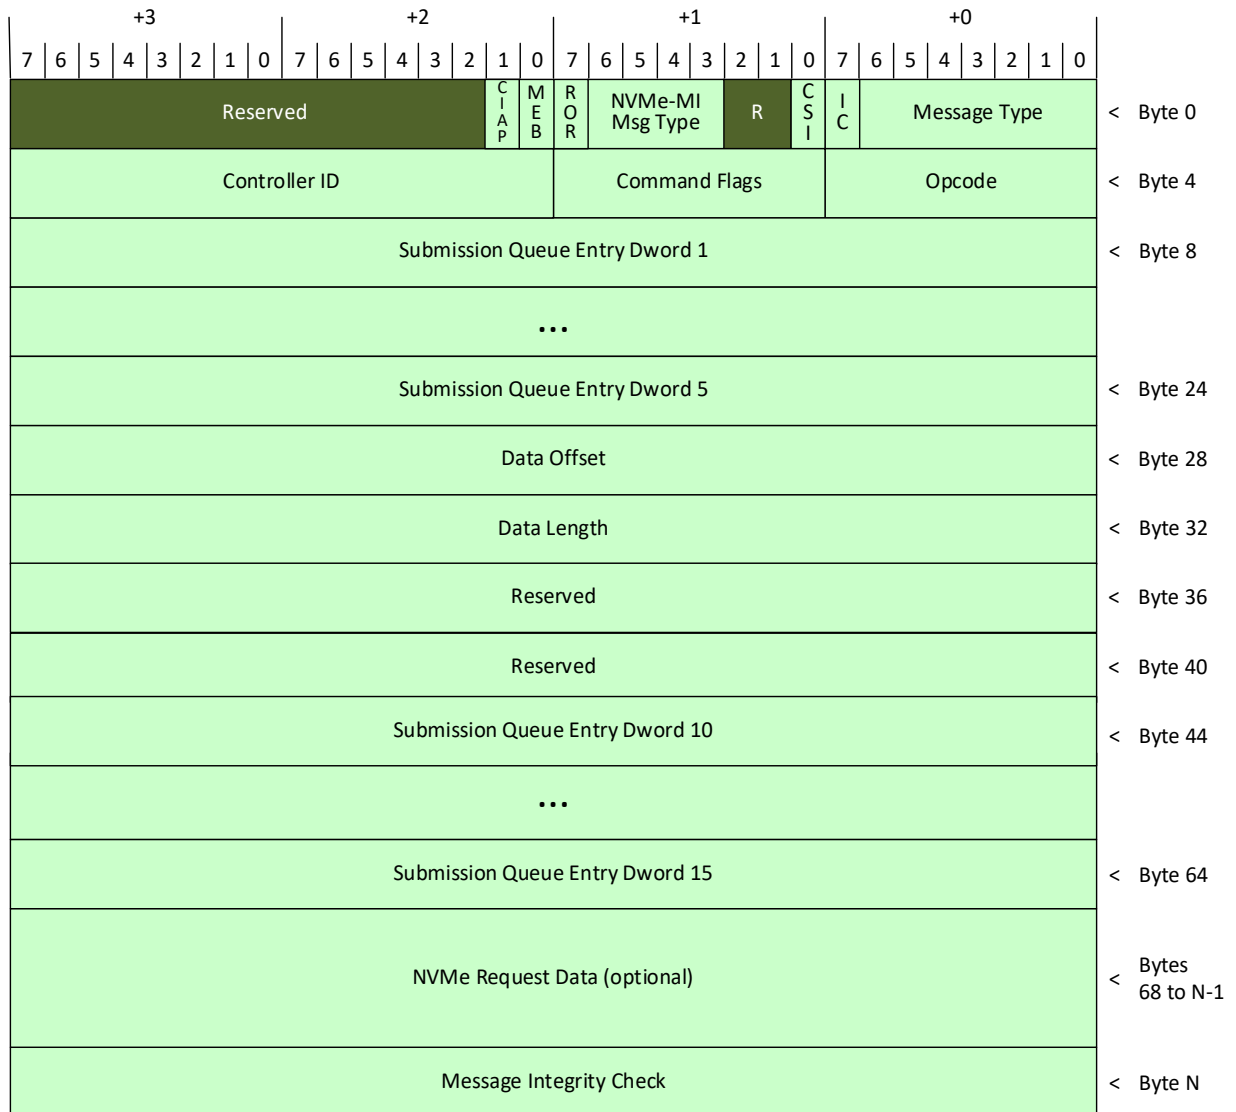 +3 +2 +1 +0
7 6 5 4 3 2 1 0 7 6 5 4 3 2 1 0 7 6 5 4 3 2 1 0 7 6 5 4 3 2 1 0
Reserved CIAP MEB ROR NVMe-MI Msg Type R CSI IC Message Type < Byte 0
Controller ID Command Flags Opcode < Byte 4
Submission Queue Entry Dword 1 < Byte 8
...
Submission Queue Entry Dword 5 < Byte 24
Data Offset < Byte 28
Data Length < Byte 32
Reserved < Byte 36
Reserved < Byte 40
Submission Queue Entry Dword 10 < Byte 44
...
Submission Queue Entry Dword 15 < Byte 64
NVMe Request Data (optional) < Bytes 68 to N-1
Message Integrity Check < Byte N